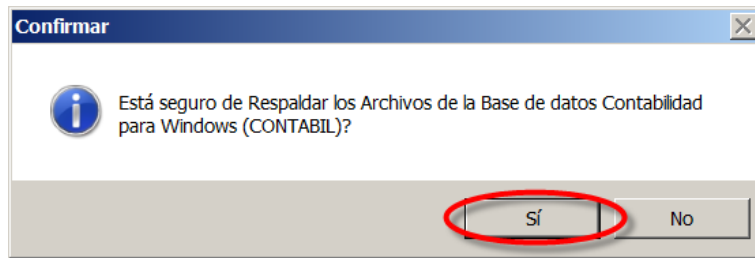 Confirmar
Está seguro de Respaldar los Archivos de la Base de datos Contabilidad
para Windows (CONTABIL)?
Sí
No